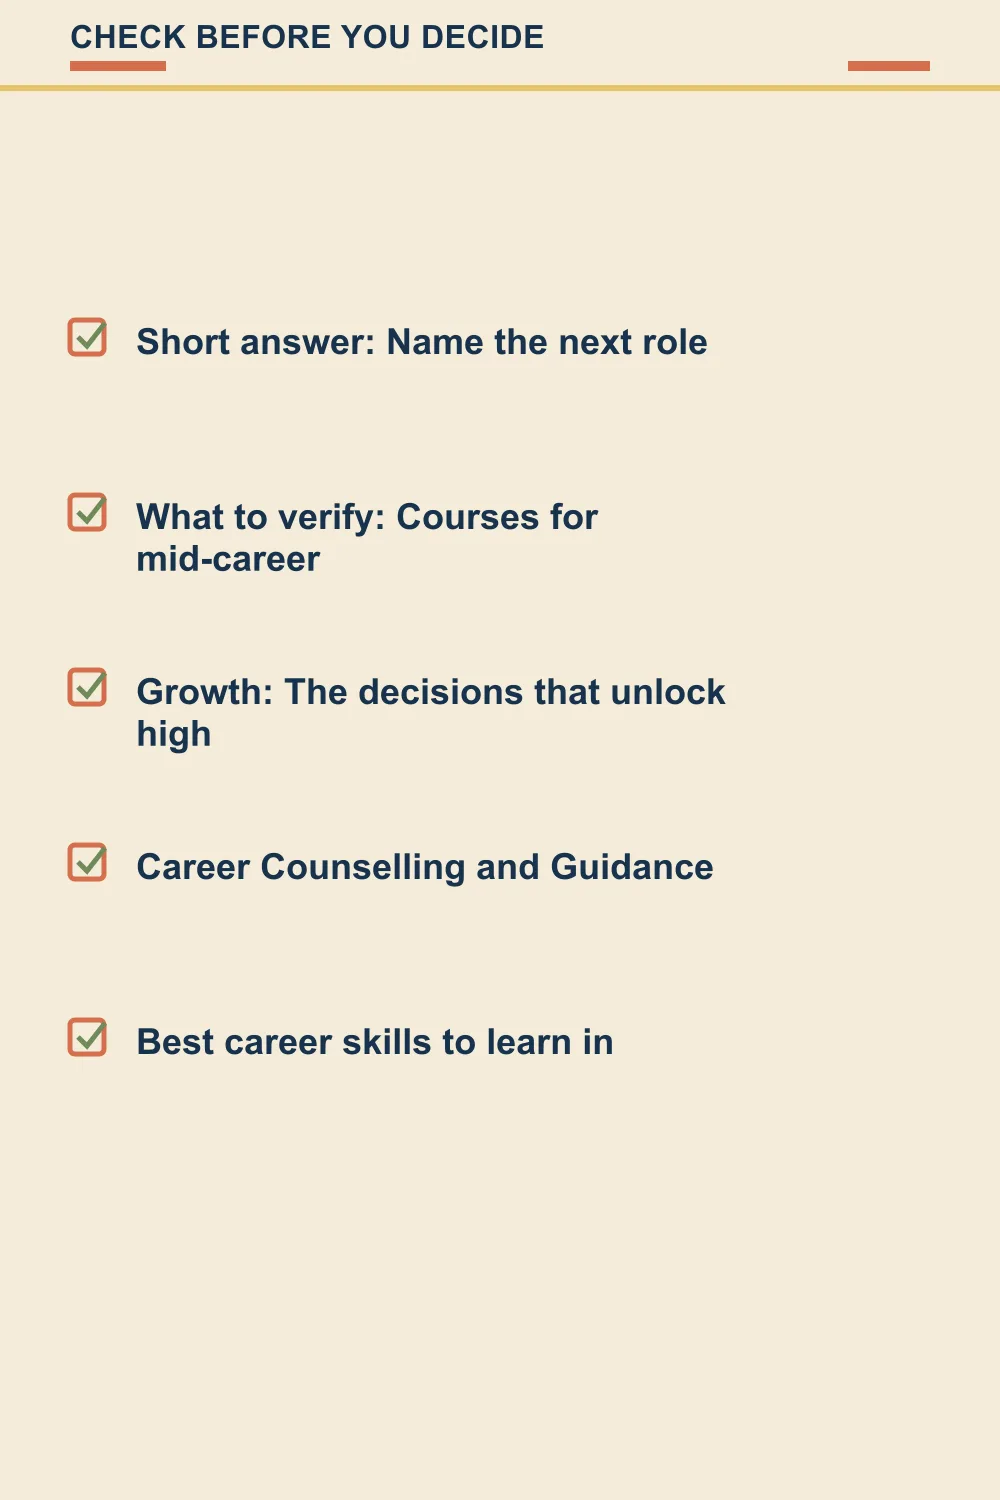 CHECK BEFORE YOU DECIDE
Short answer: Name the next role
What to verify: Courses for
mid-career
Growth: The decisions that unlock
high
Career Counselling and Guidance
Best career skills to learn in